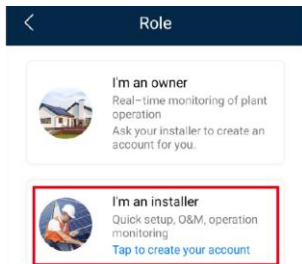 Role
I'm an owner
Real-time monitoring of plant
operation
Ask your installer to create an
account for you.
I'm an installer
Quick setup, O&M, operation
monitoring
Tap to create your account